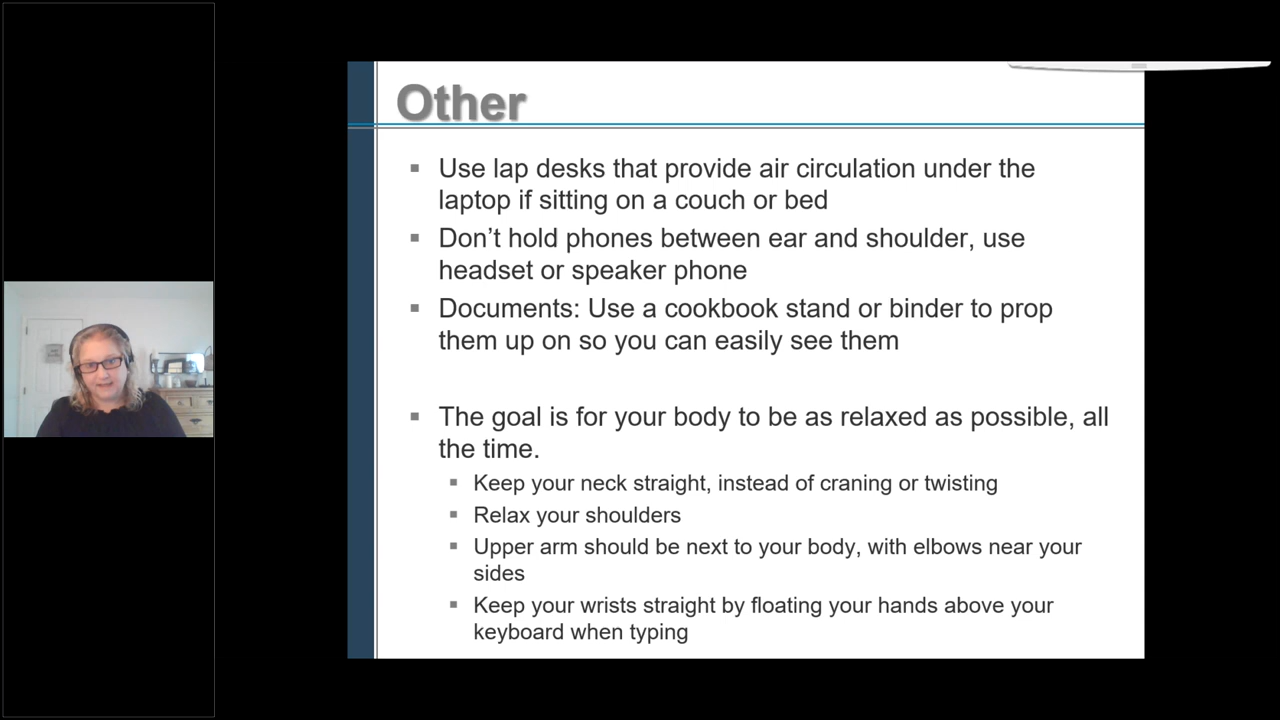 Other
Use lap desks that provide air circulation under the
laptop if sitting on a couch or bed
Don’t hold phones between ear and shoulder, use
headset or speaker phone
Documents: Use a cookbook stand or binder to prop
them up on so you can easily see them
The goal is for your body to be as relaxed as possible, all
the time.
Keep your neck straight, instead of craning or twisting
Relax your shoulders
Upper arm should be next to your body, with elbows near your
sides
Keep your wrists straight by floating your hands above your
keyboard when typing